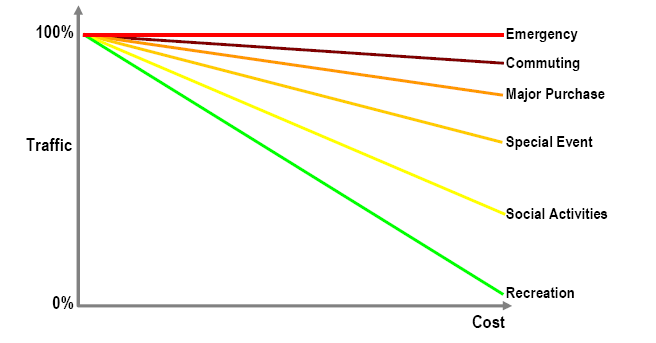 100%
Emergency
Commuting
Major Purchase
Special Event
Traffic
Social Activities
Recreation
0%
Cost